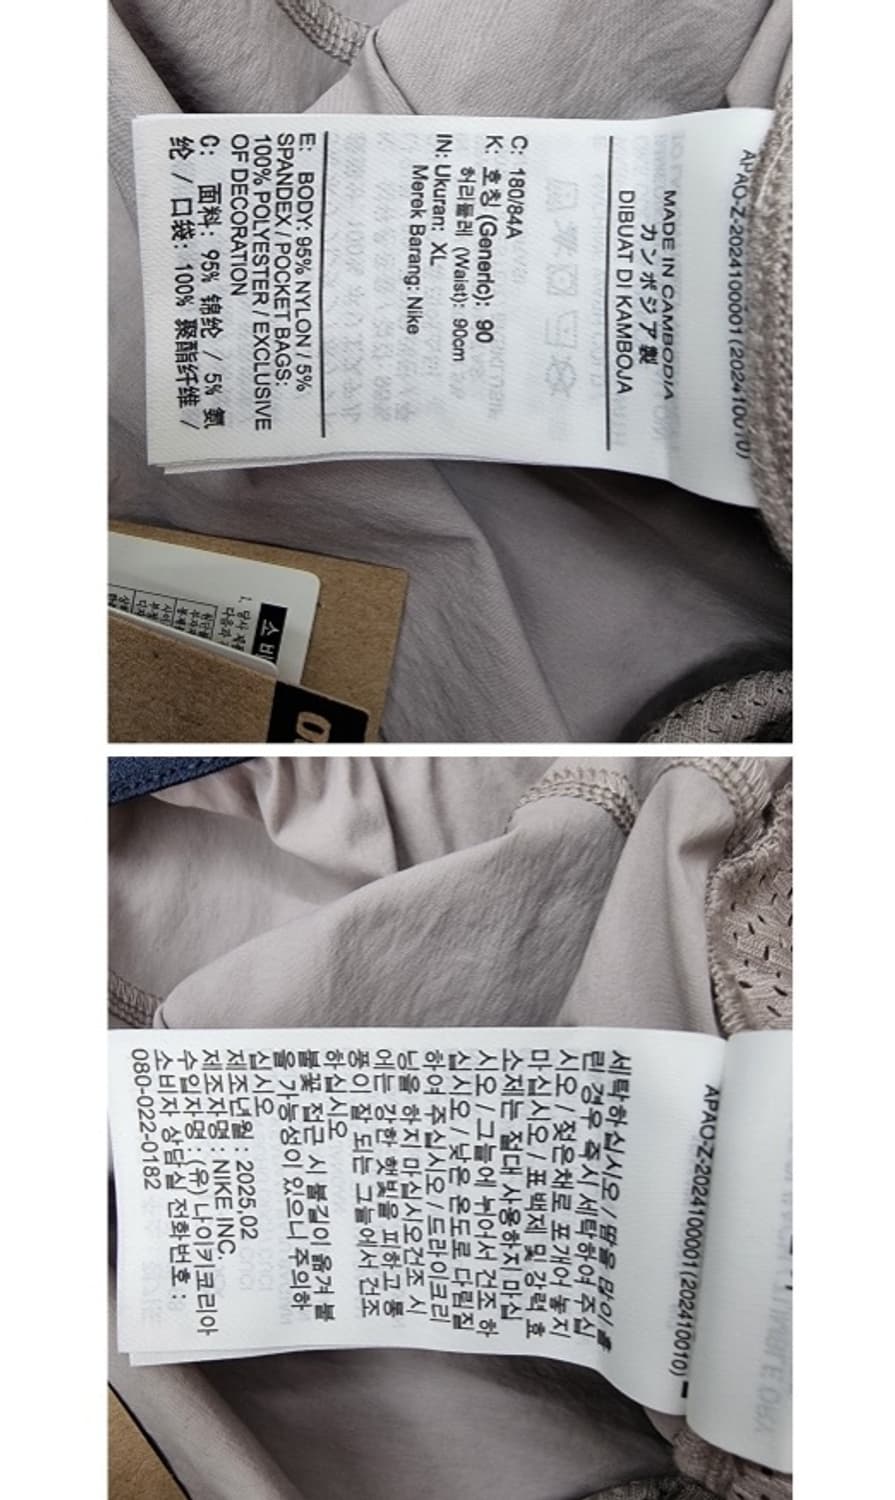 APAO-Z-2024100001(202410010)
MADE IN CAMBODIA
カンボジア製
DIBUAT DI KAMBOJA
C: 180/84A
K: 호칭 (Generic): 90
허리둘레 (Waist): 90cm
IN: Ukuran: XL
Merek Barang: Nike
E: BODY: 95% NYLON / 5%
SPANDEX / POCKET BAGS:
100% POLYESTER / EXCLUSIVE
OF DECORATION
C: 面料: 95% 锦纶 / 5% 氨
纶 / 口袋: 100% 聚酯纤维 /
APAO-Z-2024100001(202410010)
세탁하십시오 / 땀을 많이 흘
린 경우 즉시 세탁하여 주십
시오 / 젖은채로 포개어 놓지
마십시오 / 표백제 및 강력 효
소제는 절대 사용하지 마십
시오 / 그늘에 뉘어서 건조 하
십시오 / 낮은 온도로 다림질
하여 주십시오 / 드라이크리
닝을 하지 마십시오건조 시
에는 강한 햇빛을 피하고 통
풍이 잘 되는 그늘에서 건조
하십시오
불꽃 접근 시 불길이 옮겨 붙
을 가능성이 있으니 주의하
십시오
제조년월 : 2025,02
제조자명 : NIKE INC.
수입자명 : (유) 나이키코리아
소비자 상담실 전화번호 :
080-022-0182